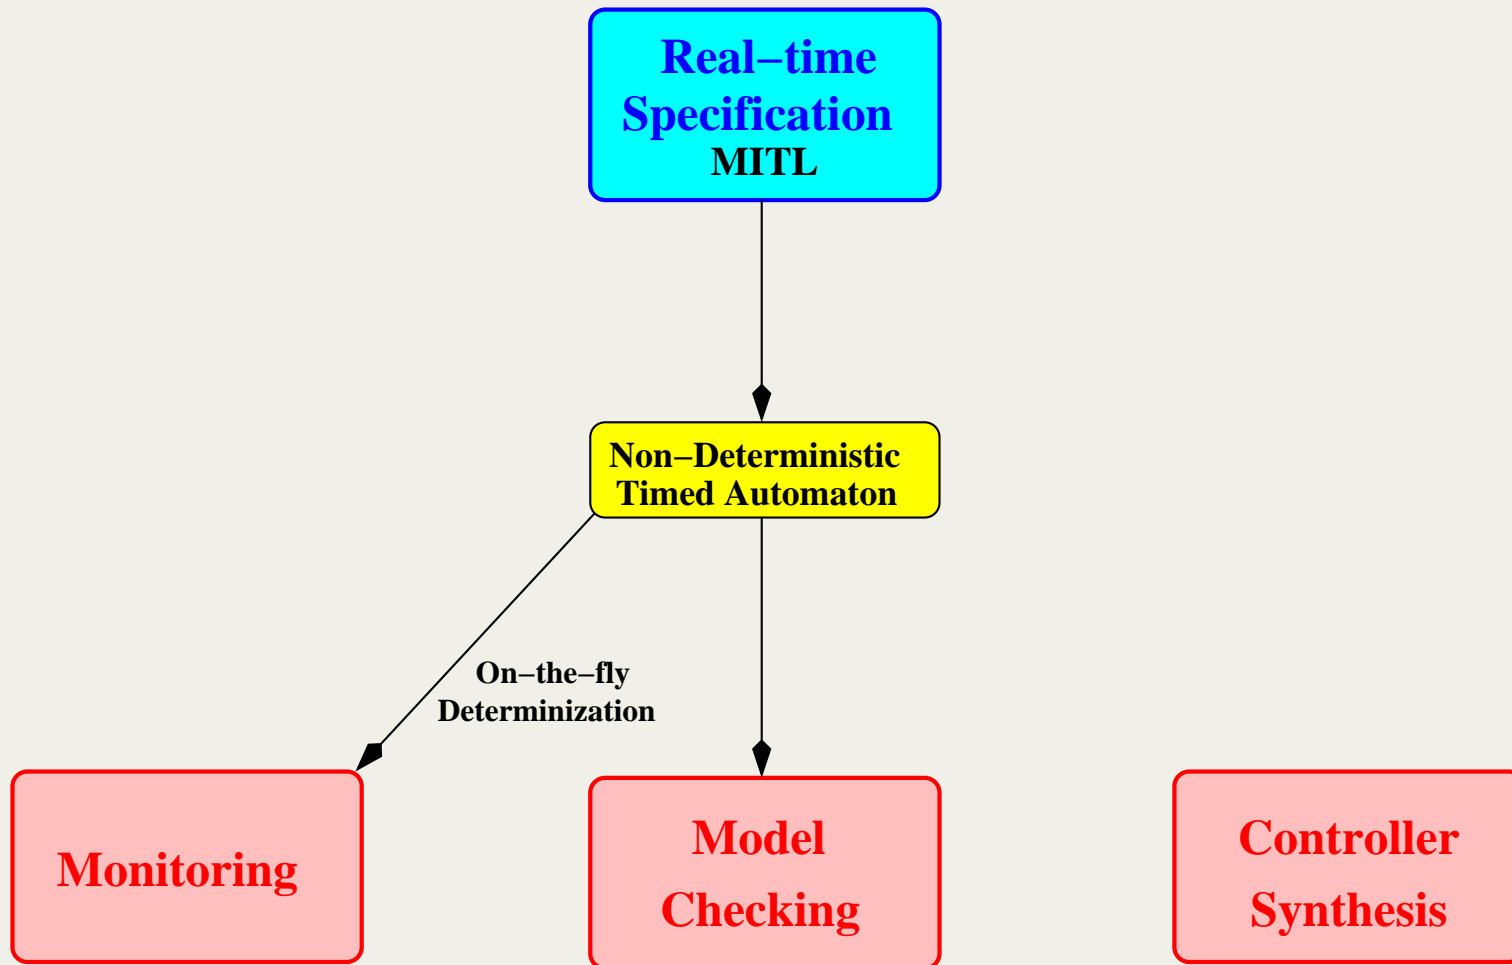 Real−time
Specification
MITL
Non−Deterministic
Timed Automaton
On−the−fly
Determinization
Monitoring
Model
Checking
Controller
Synthesis